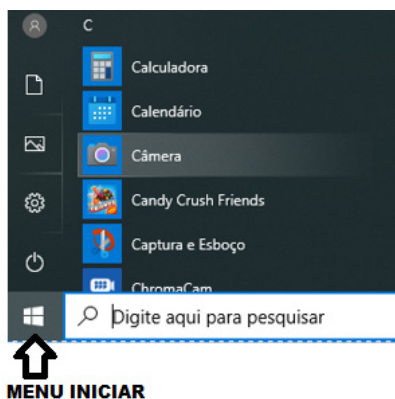 C
Calculadora
Calendário
Câmera
Candy Crush Friends
Captura e Esboço
ChromaCam
Digite aqui para pesquisar
MENU INICIAR